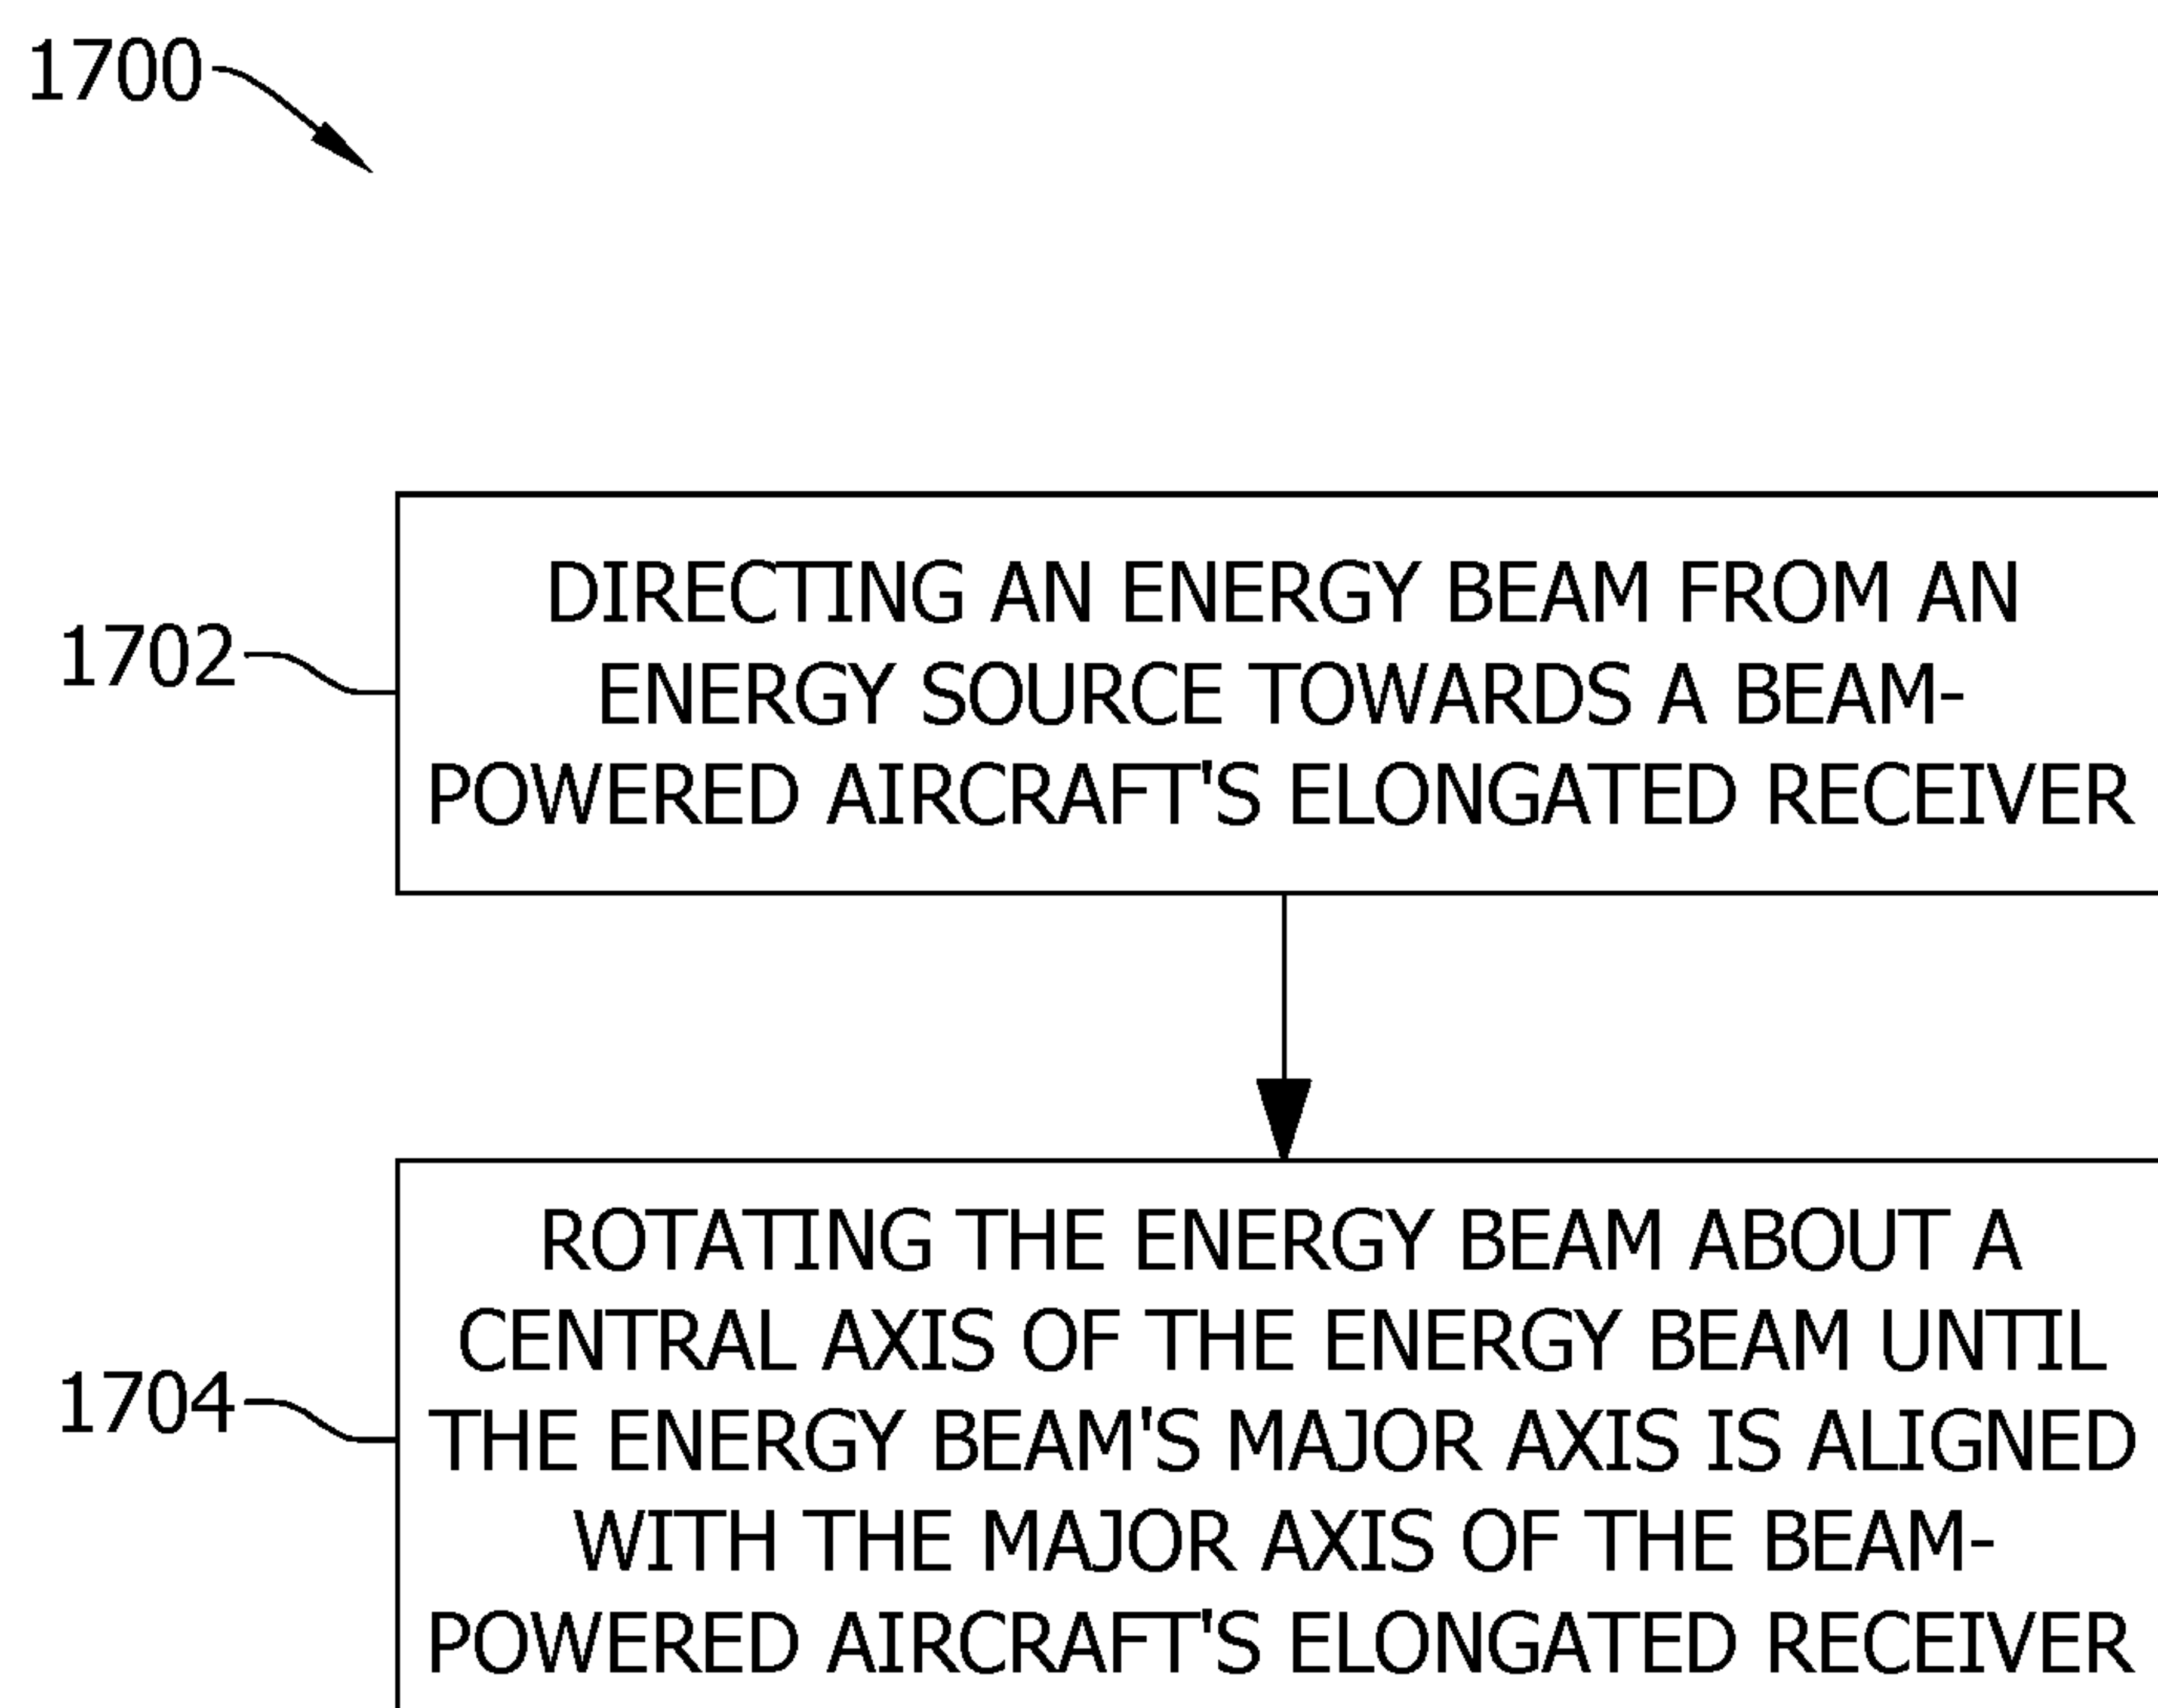 1700
1702
DIRECTING AN ENERGY BEAM FROM AN
ENERGY SOURCE TOWARDS A BEAM-
POWERED AIRCRAFT'S ELONGATED RECEIVER
1704
ROTATING THE ENERGY BEAM ABOUT A
CENTRAL AXIS OF THE ENERGY BEAM UNTIL
THE ENERGY BEAM'S MAJOR AXIS IS ALIGNED
WITH THE MAJOR AXIS OF THE BEAM-
POWERED AIRCRAFT'S ELONGATED RECEIVER